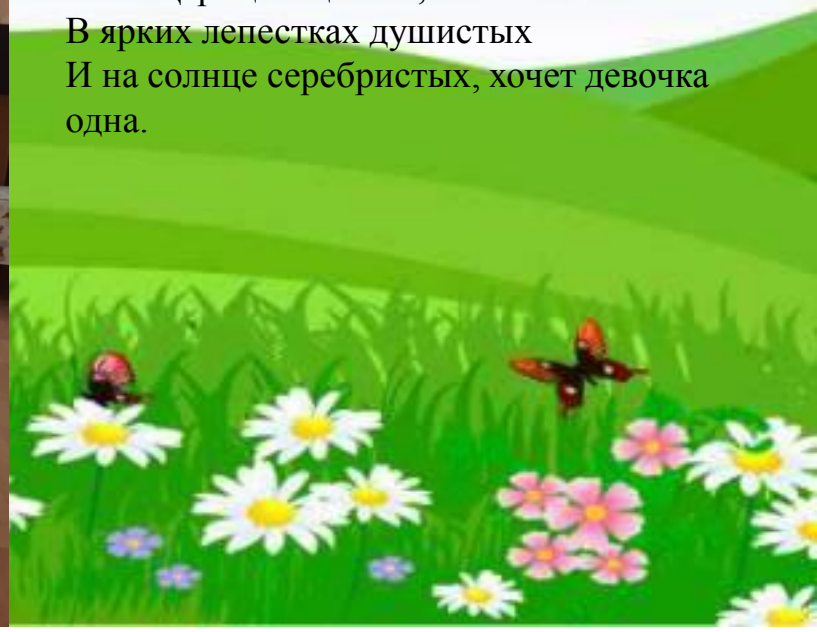 В ярких лепестках душистых
И на солнце серебристых, хочет девочка
одна.